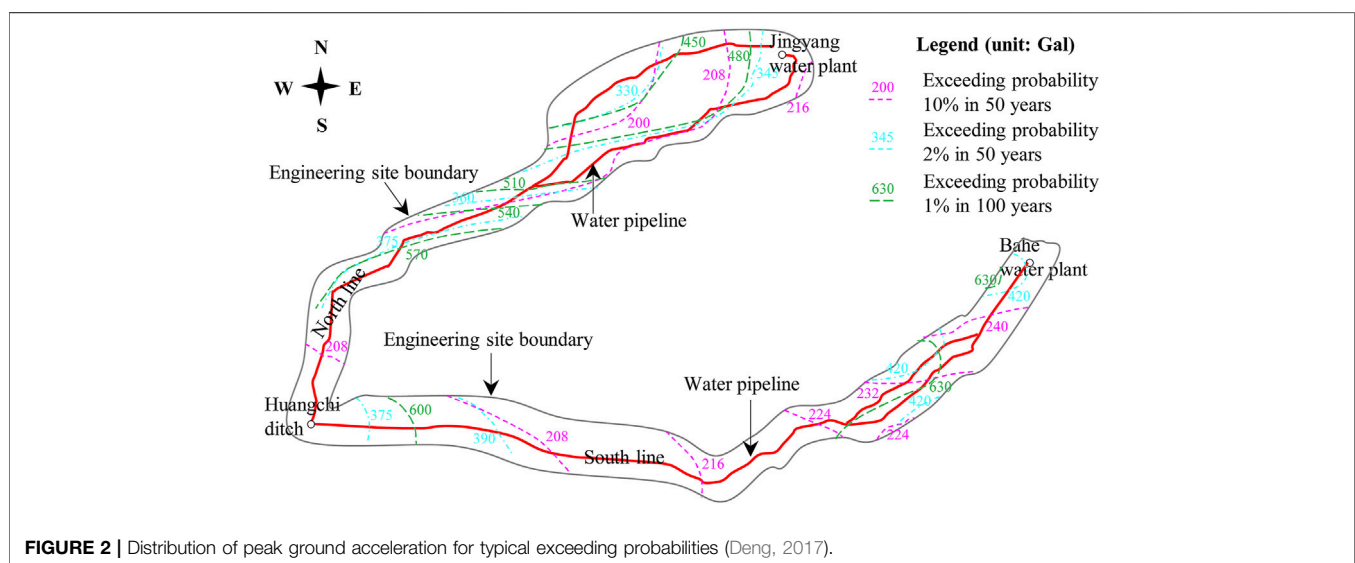 N
W E
S
450
Jingyang
water plant
480
208
345
330
216
200
Engineering site boundary
510
360
540
Water pipeline
375
570
North line
208
Legend (unit: Gal)
200 Exceeding probability
10% in 50 years
345 Exceeding probability
2% in 50 years
630 Exceeding probability
1% in 100 years
Bahe
water plant
630
420
240
Engineering site boundary
Water pipeline
420
232
630
420
224
224
Huangchi
ditch
375
600
390
208
South line
216
FIGURE 2 | Distribution of peak ground acceleration for typical exceeding probabilities (Deng, 2017).